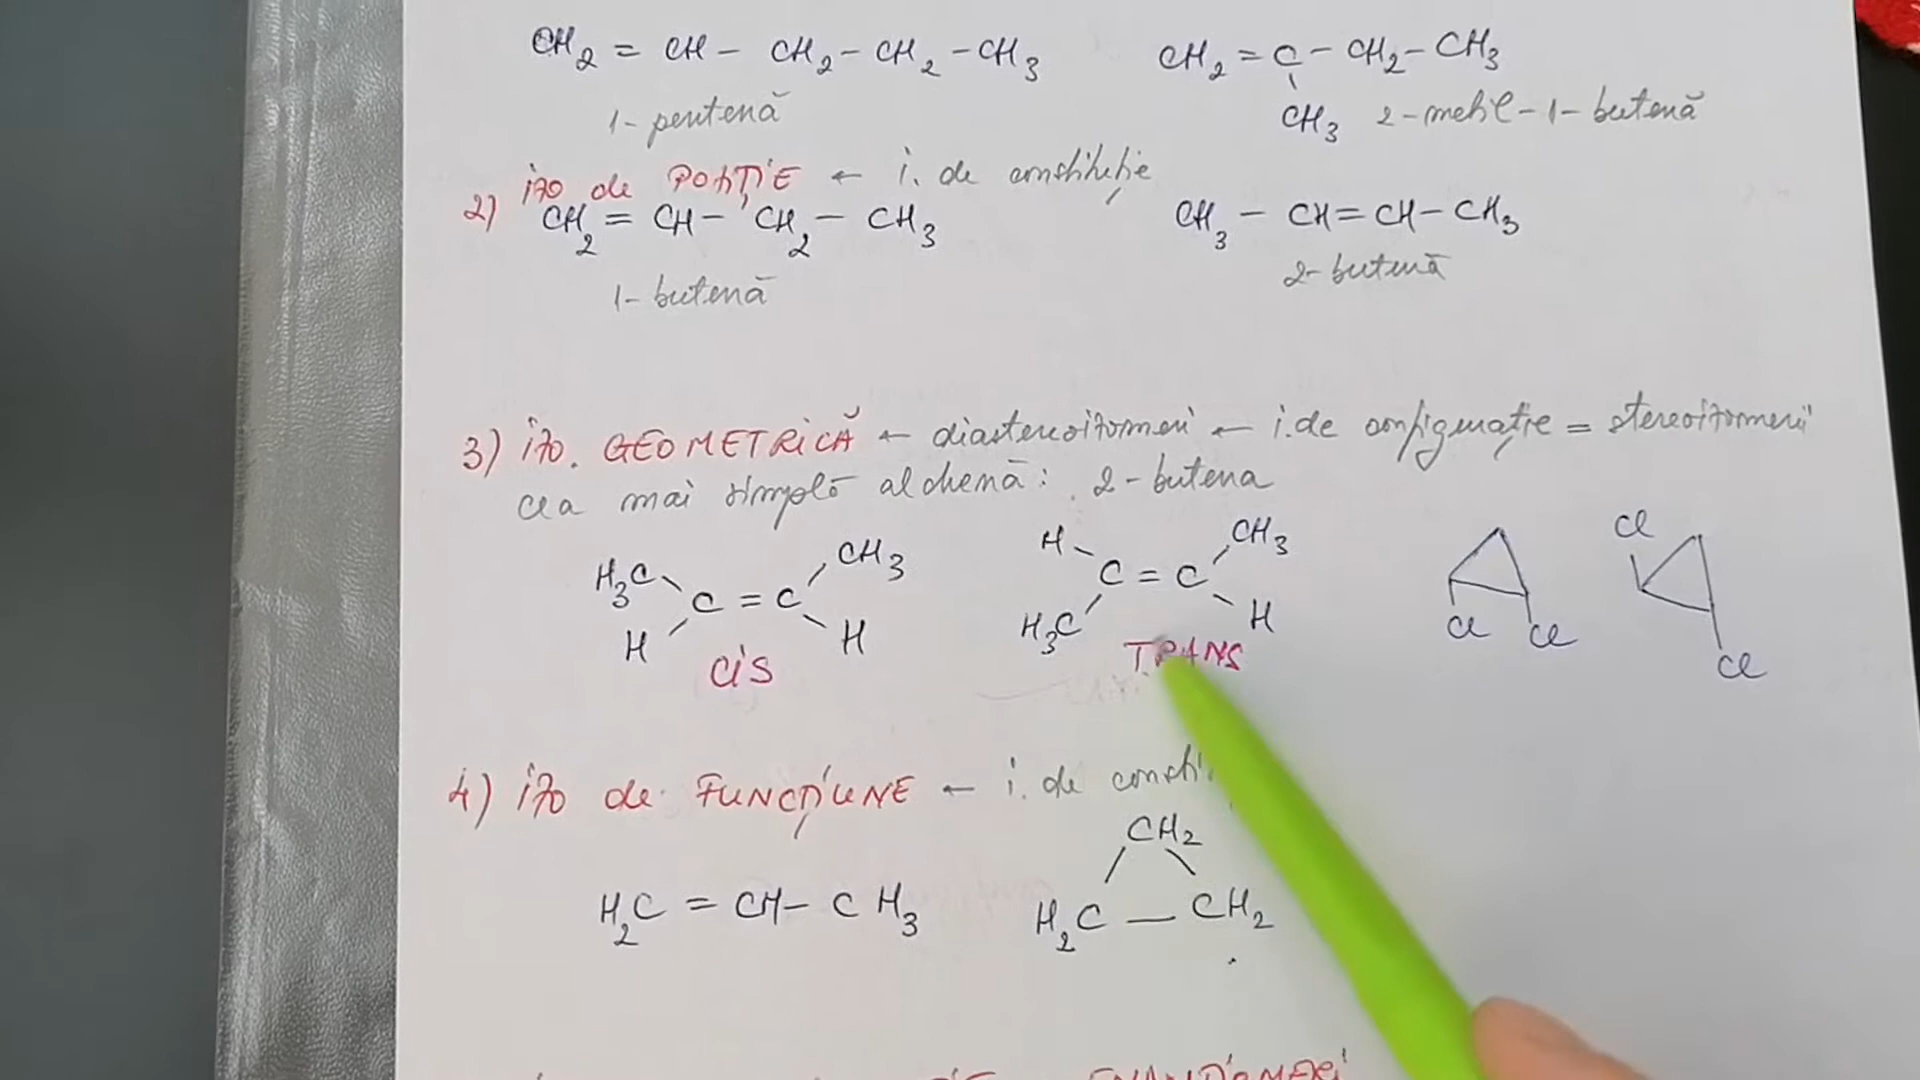 CH2 = CH - CH2 - CH2 - CH3
CH2 = C - CH2 - CH3
CH3
1- pentenă
2-metil-1-butenă
2) izo de POZIȚIE ← i. de constituție
CH2 = CH - CH2 - CH3
CH3 - CH = CH - CH3
1- butenă
2- butenă
3) izo. GEOMETRICĂ ← diastereoizomeri ← i. de configurație = stereoizomeri
cea mai simplă alchenă: 2-butena
H3C
CH3
C = C
H
H
CIS
H
CH3
C = C
H3C
H
TRANS
Cl
Cl
Cl
Cl
4) izo de FUNCȚIUNE ← i. de consti
H2C = CH - CH3
CH2
H2C - CH2